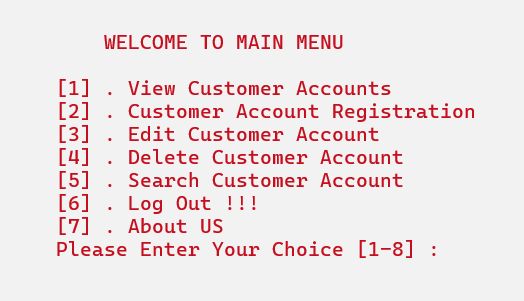 WELCOME TO MAIN MENU
[1] . View Customer Accounts
[2] . Customer Account Registration
[3] . Edit Customer Account
[4] . Delete Customer Account
[5] . Search Customer Account
[6] . Log Out !!!
[7] . About US
Please Enter Your Choice [1-8] :